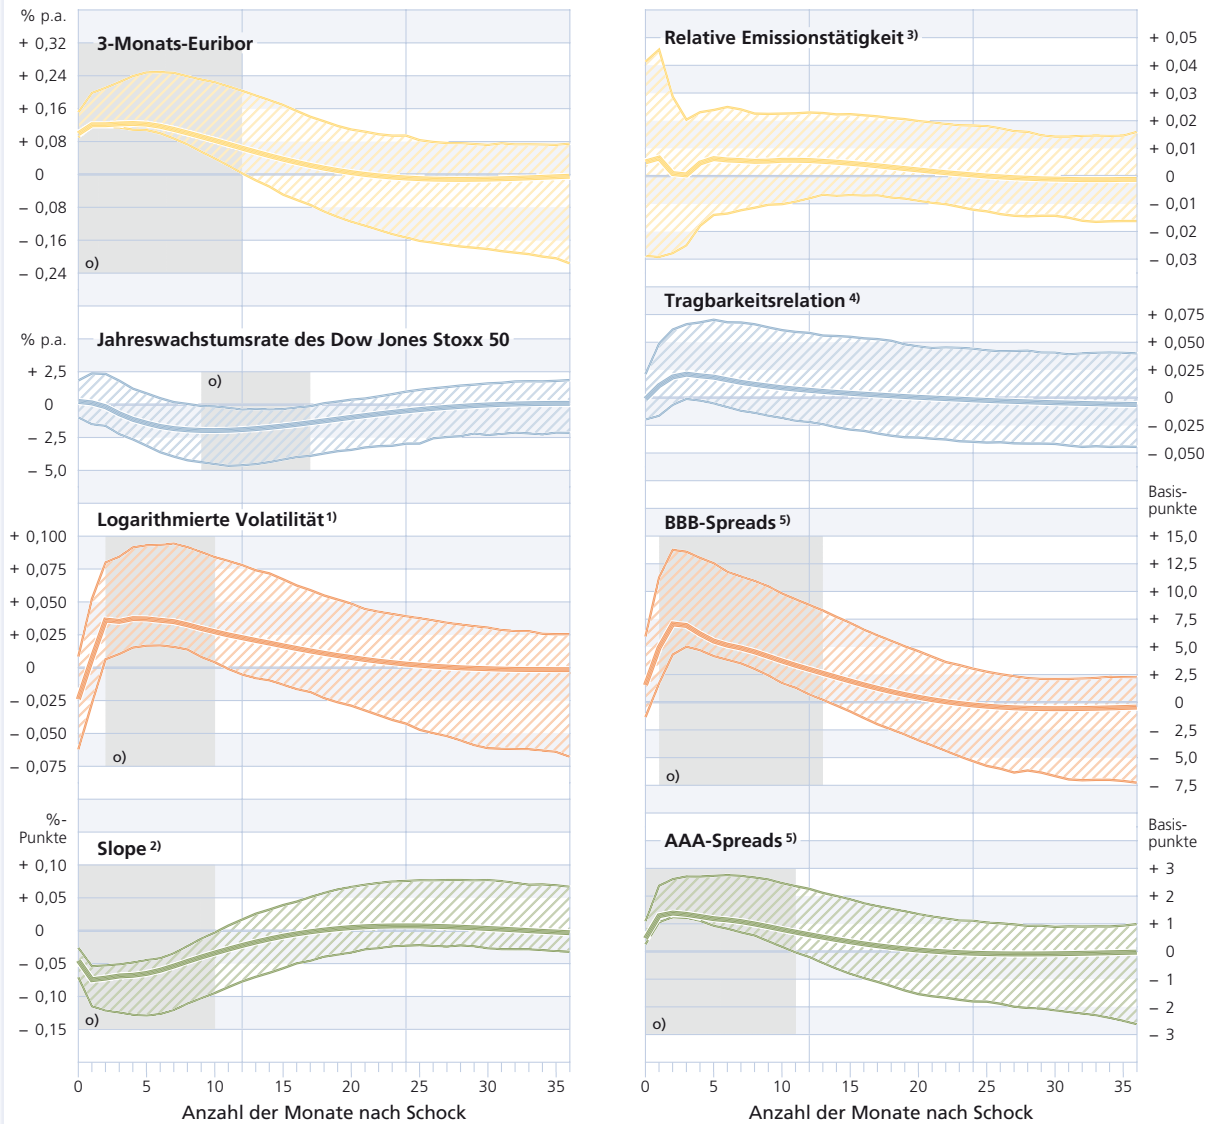 % p.a.
3-Monats-Euribor
+ 0,32
+ 0,24
+ 0,16
+ 0,08
0
– 0,08
– 0,16
– 0,24
o)
% p.a.
Jahreswachstumsrate des Dow Jones Stoxx 50
+ 2,5
0
– 2,5
– 5,0
o)
Logarithmierte Volatilität 1)
+ 0,100
+ 0,075
+ 0,050
+ 0,025
0
– 0,025
– 0,050
– 0,075
o)
%-
Punkte
Slope 2)
+ 0,10
+ 0,05
0
– 0,05
– 0,10
– 0,15
o)
0 5 10 15 20 25 30 35
Anzahl der Monate nach Schock
Relative Emissionstätigkeit 3)
+ 0,05
+ 0,04
+ 0,03
+ 0,02
+ 0,01
0
– 0,01
– 0,02
– 0,03
Tragbarkeitsrelation 4)
+ 0,075
+ 0,050
+ 0,025
0
– 0,025
– 0,050
Basis-
punkte
BBB-Spreads 5)
+ 15,0
+ 12,5
+ 10,0
+ 7,5
+ 5,0
+ 2,5
0
– 2,5
– 5,0
– 7,5
o)
Basis-
punkte
AAA-Spreads 5)
+ 3
+ 2
+ 1
0
– 1
– 2
– 3
o)
0 5 10 15 20 25 30 35
Anzahl der Monate nach Schock